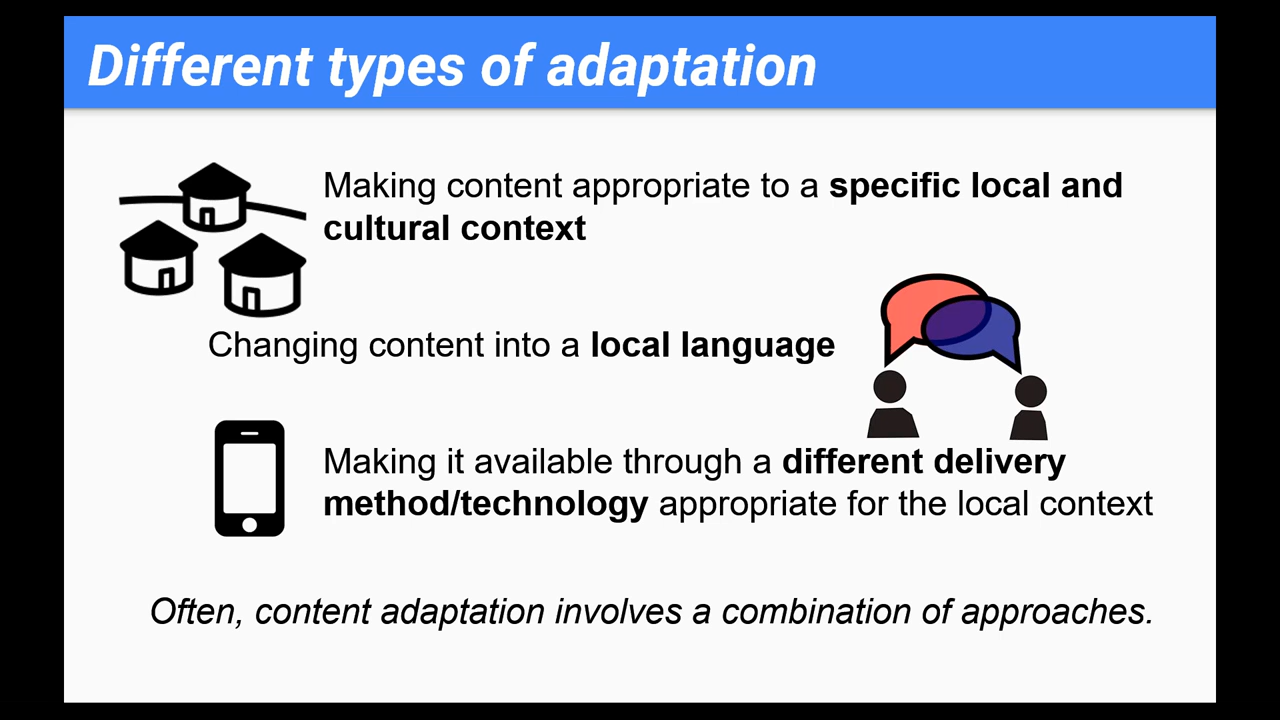 Different types of adaptation
Making content appropriate to a specific local and
cultural context
Changing content into a local language
Making it available through a different delivery
method/technology appropriate for the local context
Often, content adaptation involves a combination of approaches.